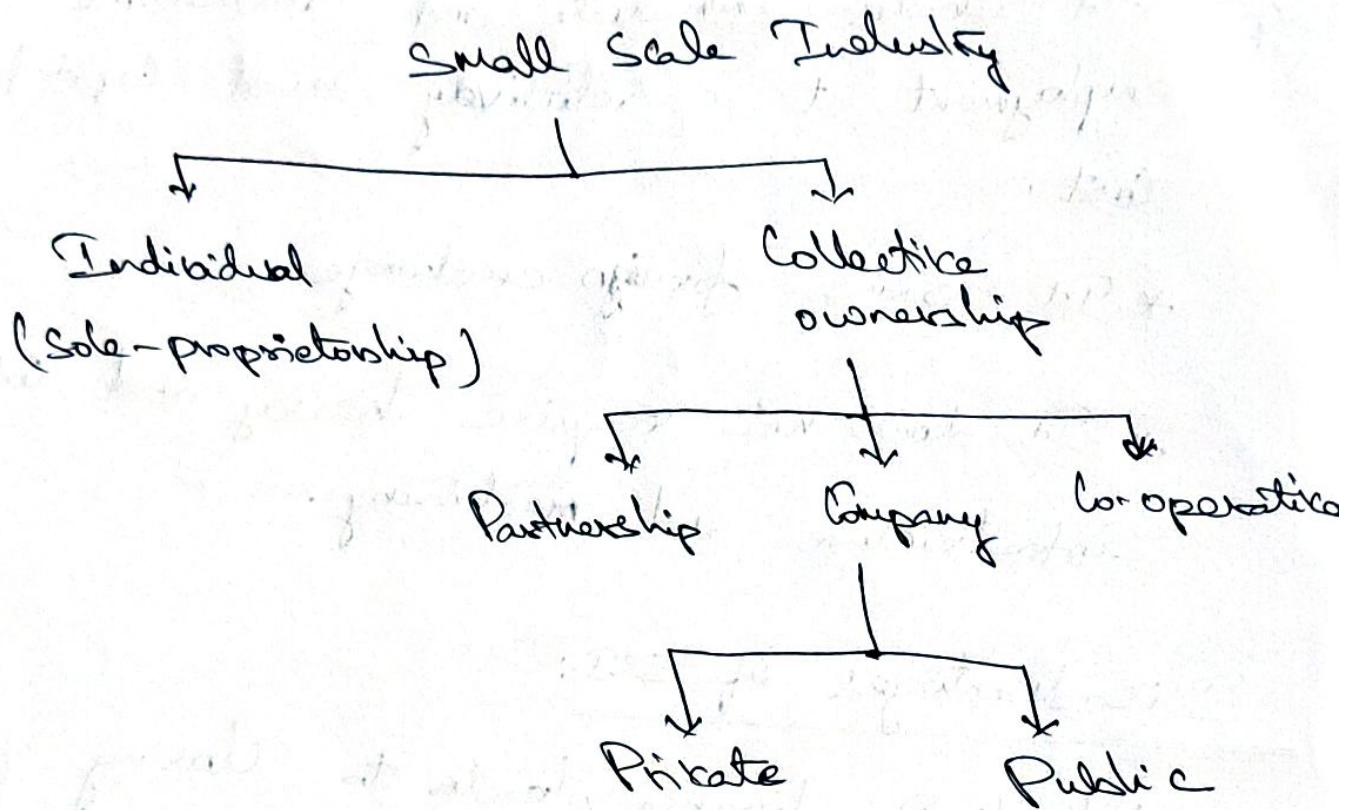 Small Scale Industry
Individual
(Sole-proprietorship)
Collective
ownership
Partnership
Company
Co-operative
Private
Public